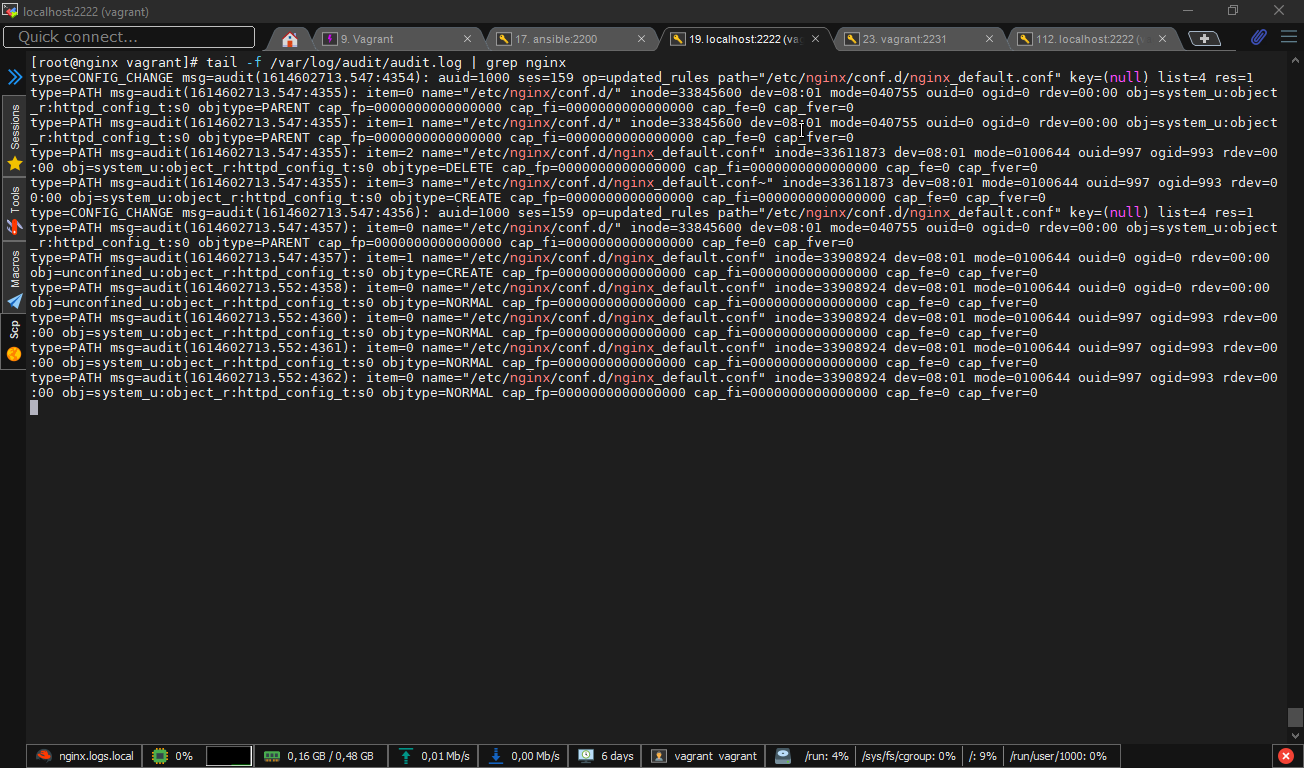 localhost:2222 (vagrant)
Quick connect...
9. Vagrant
17. ansible:2200
19. localhost:2222 (va
23. vagrant:2231
112. localhost:2222 (v
Sessions
Tools
Macros
Scp
[root@nginx vagrant]# tail -f /var/log/audit/audit.log | grep nginx
type=CONFIG_CHANGE msg=audit(1614602713.547:4354): auid=1000 ses=159 op=updated_rules path="/etc/nginx/conf.d/nginx_default.conf" key=(null) list=4 res=1
type=PATH msg=audit(1614602713.547:4355): item=0 name="/etc/nginx/conf.d/" inode=33845600 dev=08:01 mode=040755 ouid=0 ogid=0 rdev=00:00 obj=system_u:object
_r:httpd_config_t:s0 objtype=PARENT cap_fp=0000000000000000 cap_fi=0000000000000000 cap_fe=0 cap_fver=0
type=PATH msg=audit(1614602713.547:4355): item=1 name="/etc/nginx/conf.d/" inode=33845600 dev=08:01 mode=040755 ouid=0 ogid=0 rdev=00:00 obj=system_u:object
_r:httpd_config_t:s0 objtype=PARENT cap_fp=0000000000000000 cap_fi=0000000000000000 cap_fe=0 cap_fver=0
type=PATH msg=audit(1614602713.547:4355): item=2 name="/etc/nginx/conf.d/nginx_default.conf" inode=33611873 dev=08:01 mode=0100644 ouid=997 ogid=993 rdev=00
:00 obj=system_u:object_r:httpd_config_t:s0 objtype=DELETE cap_fp=0000000000000000 cap_fi=0000000000000000 cap_fe=0 cap_fver=0
type=PATH msg=audit(1614602713.547:4355): item=3 name="/etc/nginx/conf.d/nginx_default.conf~" inode=33611873 dev=08:01 mode=0100644 ouid=997 ogid=993 rdev=0
0:00 obj=system_u:object_r:httpd_config_t:s0 objtype=CREATE cap_fp=0000000000000000 cap_fi=0000000000000000 cap_fe=0 cap_fver=0
type=CONFIG_CHANGE msg=audit(1614602713.547:4356): auid=1000 ses=159 op=updated_rules path="/etc/nginx/conf.d/nginx_default.conf" key=(null) list=4 res=1
type=PATH msg=audit(1614602713.547:4357): item=0 name="/etc/nginx/conf.d/" inode=33845600 dev=08:01 mode=040755 ouid=0 ogid=0 rdev=00:00 obj=system_u:object
_r:httpd_config_t:s0 objtype=PARENT cap_fp=0000000000000000 cap_fi=0000000000000000 cap_fe=0 cap_fver=0
type=PATH msg=audit(1614602713.547:4357): item=1 name="/etc/nginx/conf.d/nginx_default.conf" inode=33908924 dev=08:01 mode=0100644 ouid=0 ogid=0 rdev=00:00
obj=unconfined_u:object_r:httpd_config_t:s0 objtype=CREATE cap_fp=0000000000000000 cap_fi=0000000000000000 cap_fe=0 cap_fver=0
type=PATH msg=audit(1614602713.552:4358): item=0 name="/etc/nginx/conf.d/nginx_default.conf" inode=33908924 dev=08:01 mode=0100644 ouid=0 ogid=0 rdev=00:00
obj=unconfined_u:object_r:httpd_config_t:s0 objtype=NORMAL cap_fp=0000000000000000 cap_fi=0000000000000000 cap_fe=0 cap_fver=0
type=PATH msg=audit(1614602713.552:4360): item=0 name="/etc/nginx/conf.d/nginx_default.conf" inode=33908924 dev=08:01 mode=0100644 ouid=997 ogid=993 rdev=00
:00 obj=system_u:object_r:httpd_config_t:s0 objtype=NORMAL cap_fp=0000000000000000 cap_fi=0000000000000000 cap_fe=0 cap_fver=0
type=PATH msg=audit(1614602713.552:4361): item=0 name="/etc/nginx/conf.d/nginx_default.conf" inode=33908924 dev=08:01 mode=0100644 ouid=997 ogid=993 rdev=00
:00 obj=system_u:object_r:httpd_config_t:s0 objtype=NORMAL cap_fp=0000000000000000 cap_fi=0000000000000000 cap_fe=0 cap_fver=0
type=PATH msg=audit(1614602713.552:4362): item=0 name="/etc/nginx/conf.d/nginx_default.conf" inode=33908924 dev=08:01 mode=0100644 ouid=997 ogid=993 rdev=00
:00 obj=system_u:object_r:httpd_config_t:s0 objtype=NORMAL cap_fp=0000000000000000 cap_fi=0000000000000000 cap_fe=0 cap_fver=0
nginx.logs.local 0% 0,16 GB / 0,48 GB 0,01 Mb/s 0,00 Mb/s 6 days vagrant vagrant /run: 4% /sys/fs/cgroup: 0% /: 9% /run/user/1000: 0%